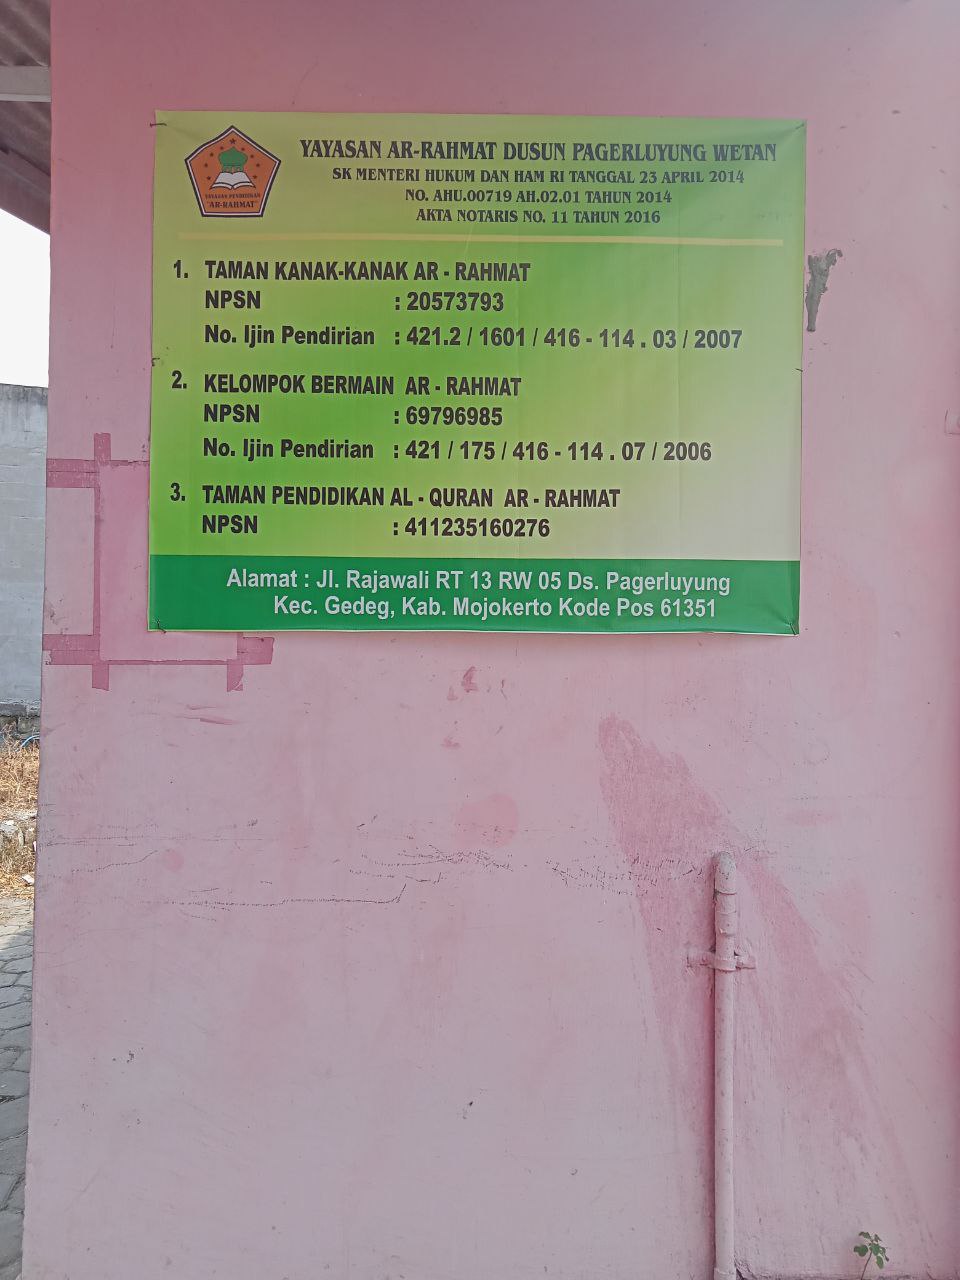 YAYASAN AR-RAHMAT DUSUN PAGERLUYUNG WETAN
SK MENTERI HUKUM DAN HAM RI TANGGAL 23 APRIL 2014
NO. AHU.00719 AH.02.01 TAHUN 2014
AKTA NOTARIS NO. 11 TAHUN 2016
YAYASAN PENDIDIKAN
"AR-RAHMAT"
1. TAMAN KANAK-KANAK AR - RAHMAT
NPSN : 20573793
No. Ijin Pendirian : 421.2 / 1601 / 416 - 114 . 03 / 2007
2. KELOMPOK BERMAIN AR - RAHMAT
NPSN : 69796985
No. Ijin Pendirian : 421 / 175 / 416 - 114 . 07 / 2006
3. TAMAN PENDIDIKAN AL - QURAN AR - RAHMAT
NPSN : 411235160276
Alamat : Jl. Rajawali RT 13 RW 05 Ds. Pagerluyung
Kec. Gedeg, Kab. Mojokerto Kode Pos 61351